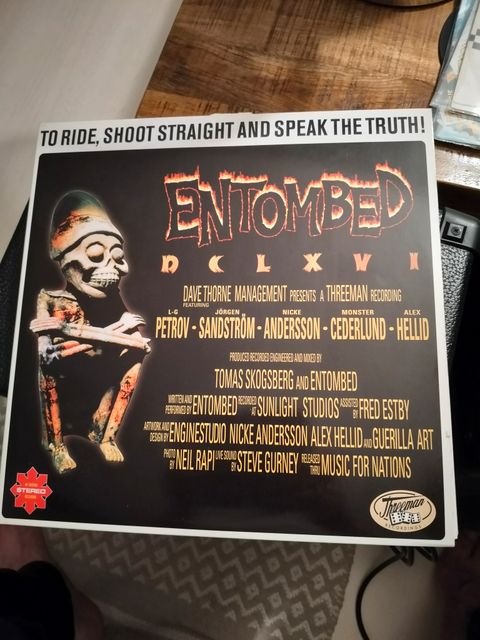 TO RIDE, SHOOT STRAIGHT AND SPEAK THE TRUTH!
ENTOMBED
DCLXVI
DAVE THORNE MANAGEMENT PRESENTS A THREEMAN RECORDING
FEATURING
L-G JÖRGEN NICKE MONSTER ALEX
PETROV - SANDSTRÖM - ANDERSSON - CEDERLUND - HELLID
PRODUCED RECORDED ENGINEERED AND MIXED BY
TOMAS SKOGSBERG AND ENTOMBED
WRITTEN AND PERFORMED BY ENTOMBED RECORDED AT SUNLIGHT STUDIOS ASSISTED BY FRED ESTBY
ARTWORK AND DESIGN BY ENGINESTUDIO NICKE ANDERSSON ALEX HELLID AND GUERILLA ART
PHOTO BY NEIL RAPI LIVE SOUND BY STEVE GURNEY RELEASED THRU MUSIC FOR NATIONS
STEREO
Threeman
RECORDINGS